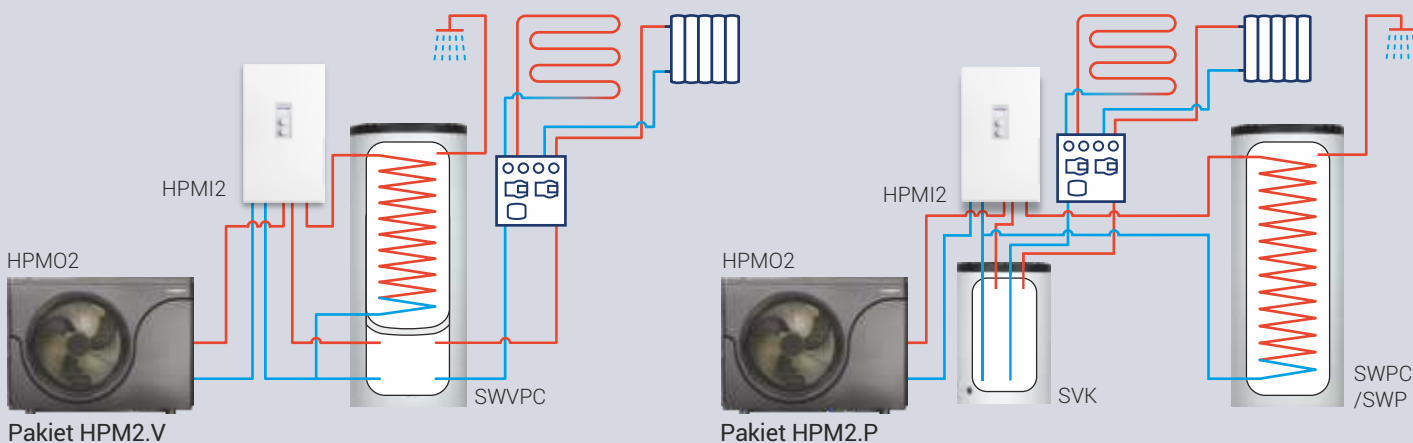 HPMI2
HPMO2
SWVPC
Pakiet HPM2.V
HPMI2
HPMO2
SVK
SWPC
/SWP
Pakiet HPM2.P